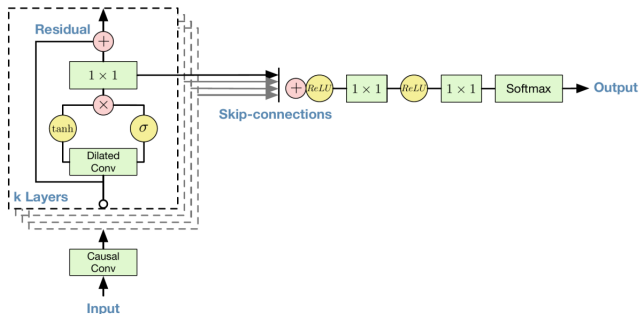 Residual
+
1 × 1
×
tanh
σ
Dilated
Conv
k Layers
Causal
Conv
Input
Skip-connections
+
ReLU
1 × 1
ReLU
1 × 1
Softmax
Output